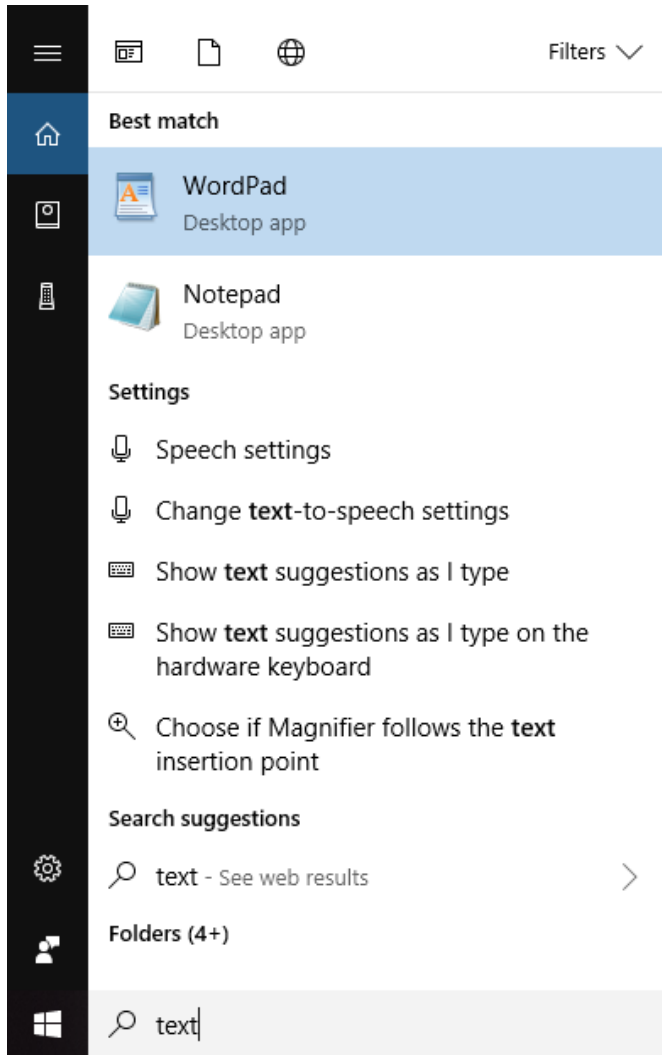 Filters
Best match
WordPad
Desktop app
Notepad
Desktop app
Settings
Speech settings
Change text-to-speech settings
Show text suggestions as I type
Show text suggestions as I type on the
hardware keyboard
Choose if Magnifier follows the text
insertion point
Search suggestions
text - See web results
Folders (4+)
text